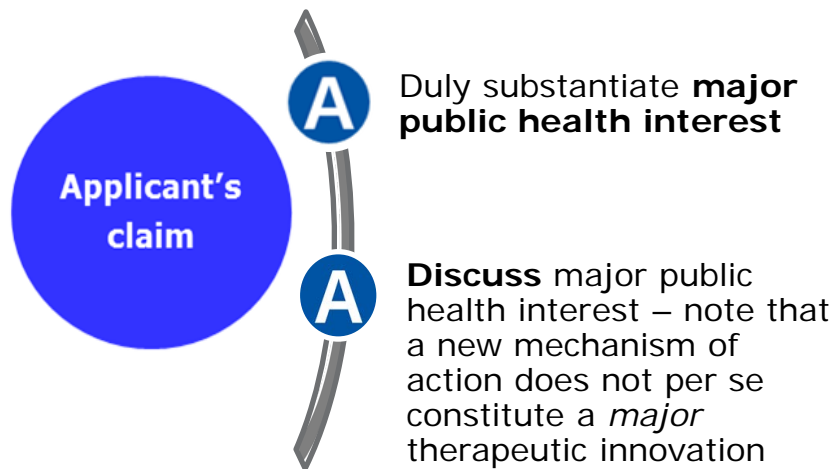 A
Duly substantiate major
public health interest
Applicant's
claim
A
Discuss major public
health interest – note that
a new mechanism of
action does not per se
constitute a major
therapeutic innovation